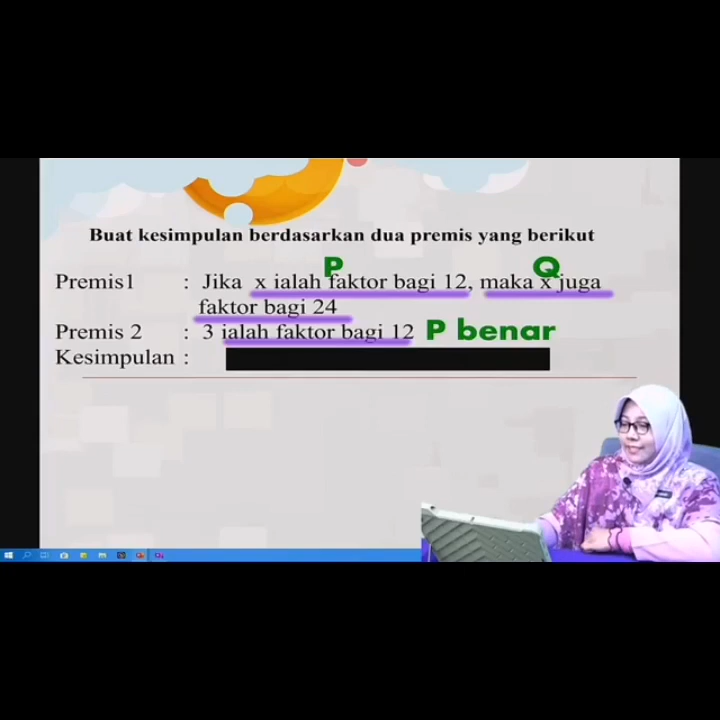 Buat kesimpulan berdasarkan dua premis yang berikut
P Q
Premis1 : Jika x ialah faktor bagi 12, maka x juga
faktor bagi 24
Premis 2 : 3 ialah faktor bagi 12 P benar
Kesimpulan :